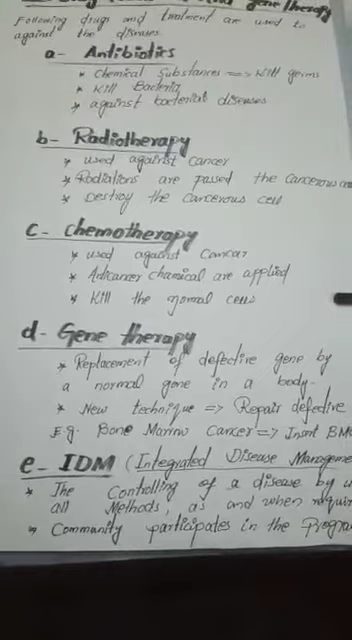 gene therapy
Following drugs and treatment are used to
against the diseases.
a- Antibiotics
* chemical substances ==> Kill germs
* Kill Bacteria
* against bacterial diseases
b- Radiotherapy
* used against cancer
* Radiations are passed the cancerous
* Destroy the cancerous cell
c- Chemotherapy
* used against Cancar
* Anticancer chamical are applied
* Kill the normal cells
d- Gene therapy
* Replacement of defective gene by
a normal gene in a body.
* New technique => Repair defective
E.g. Bone Marrow Cancer => Insert BM
e- IDM (Integrated Disease Manageme
* The Controlling of a disease by u
all Methods, as and when requir
* Community participates in the Progra